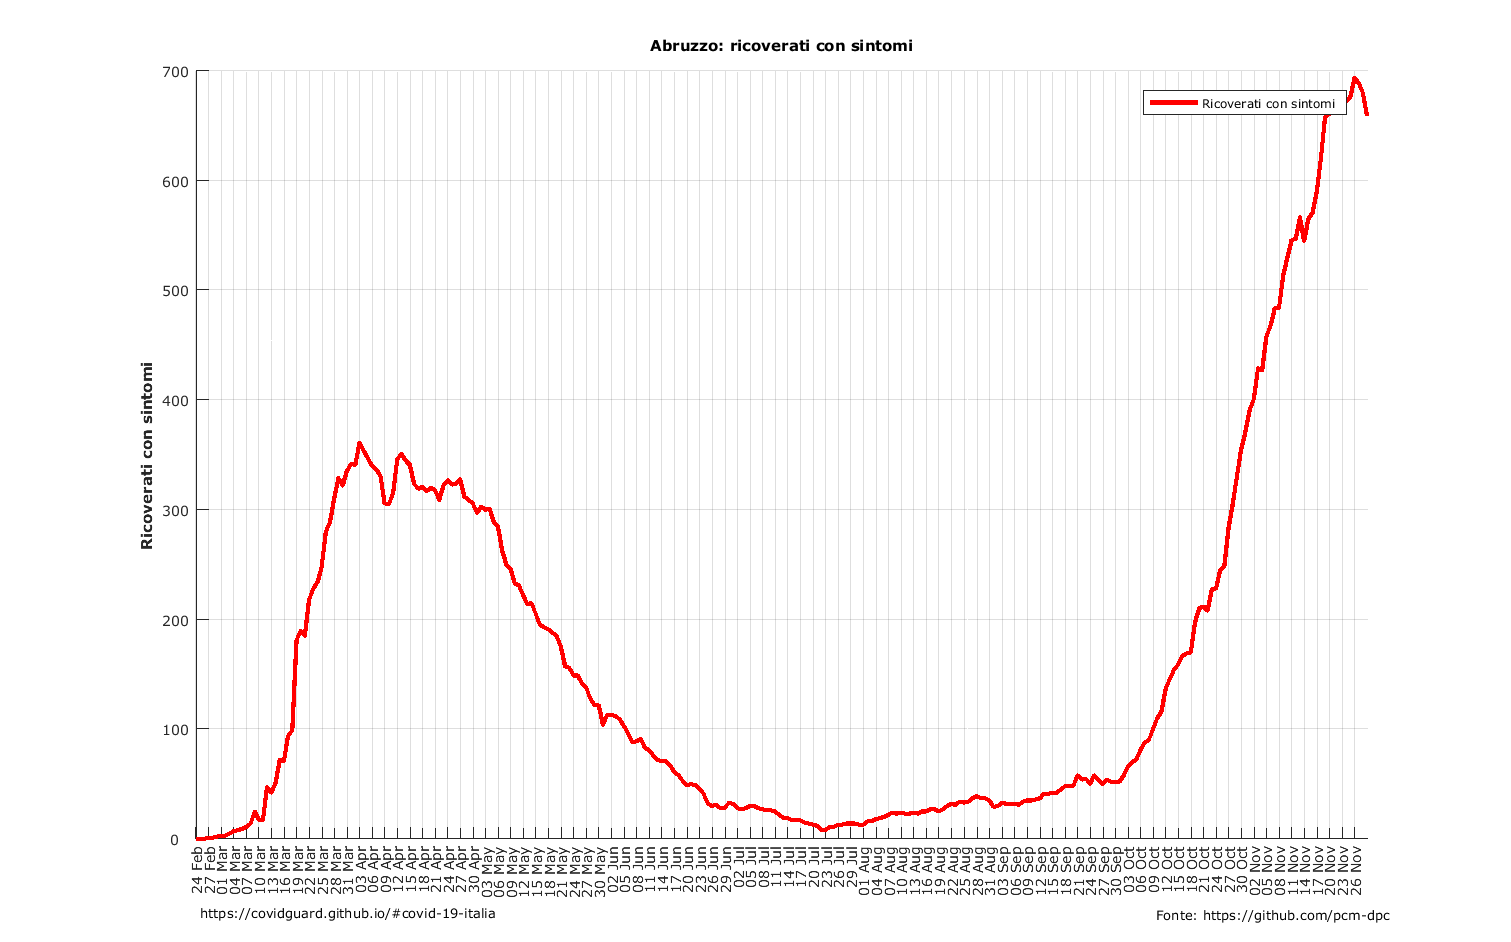 Abruzzo: ricoverati con sintomi
700
600
500
400
300
200
100
0
Ricoverati con sintomi
Ricoverati con sintomi
24 Feb
27 Feb
01 Mar
04 Mar
07 Mar
10 Mar
13 Mar
16 Mar
19 Mar
22 Mar
25 Mar
28 Mar
31 Mar
03 Apr
06 Apr
09 Apr
12 Apr
15 Apr
18 Apr
21 Apr
24 Apr
27 Apr
30 Apr
03 May
06 May
09 May
12 May
15 May
18 May
21 May
24 May
27 May
30 May
02 Jun
05 Jun
08 Jun
11 Jun
14 Jun
17 Jun
20 Jun
23 Jun
26 Jun
29 Jun
02 Jul
05 Jul
08 Jul
11 Jul
14 Jul
17 Jul
20 Jul
23 Jul
26 Jul
29 Jul
01 Aug
04 Aug
07 Aug
10 Aug
13 Aug
16 Aug
19 Aug
22 Aug
25 Aug
28 Aug
31 Aug
03 Sep
06 Sep
09 Sep
12 Sep
15 Sep
18 Sep
21 Sep
24 Sep
27 Sep
30 Sep
03 Oct
06 Oct
09 Oct
12 Oct
15 Oct
18 Oct
21 Oct
24 Oct
27 Oct
30 Oct
02 Nov
05 Nov
08 Nov
11 Nov
14 Nov
17 Nov
20 Nov
23 Nov
26 Nov
https://covidguard.github.io/#covid-19-italia
Fonte: https://github.com/pcm-dpc